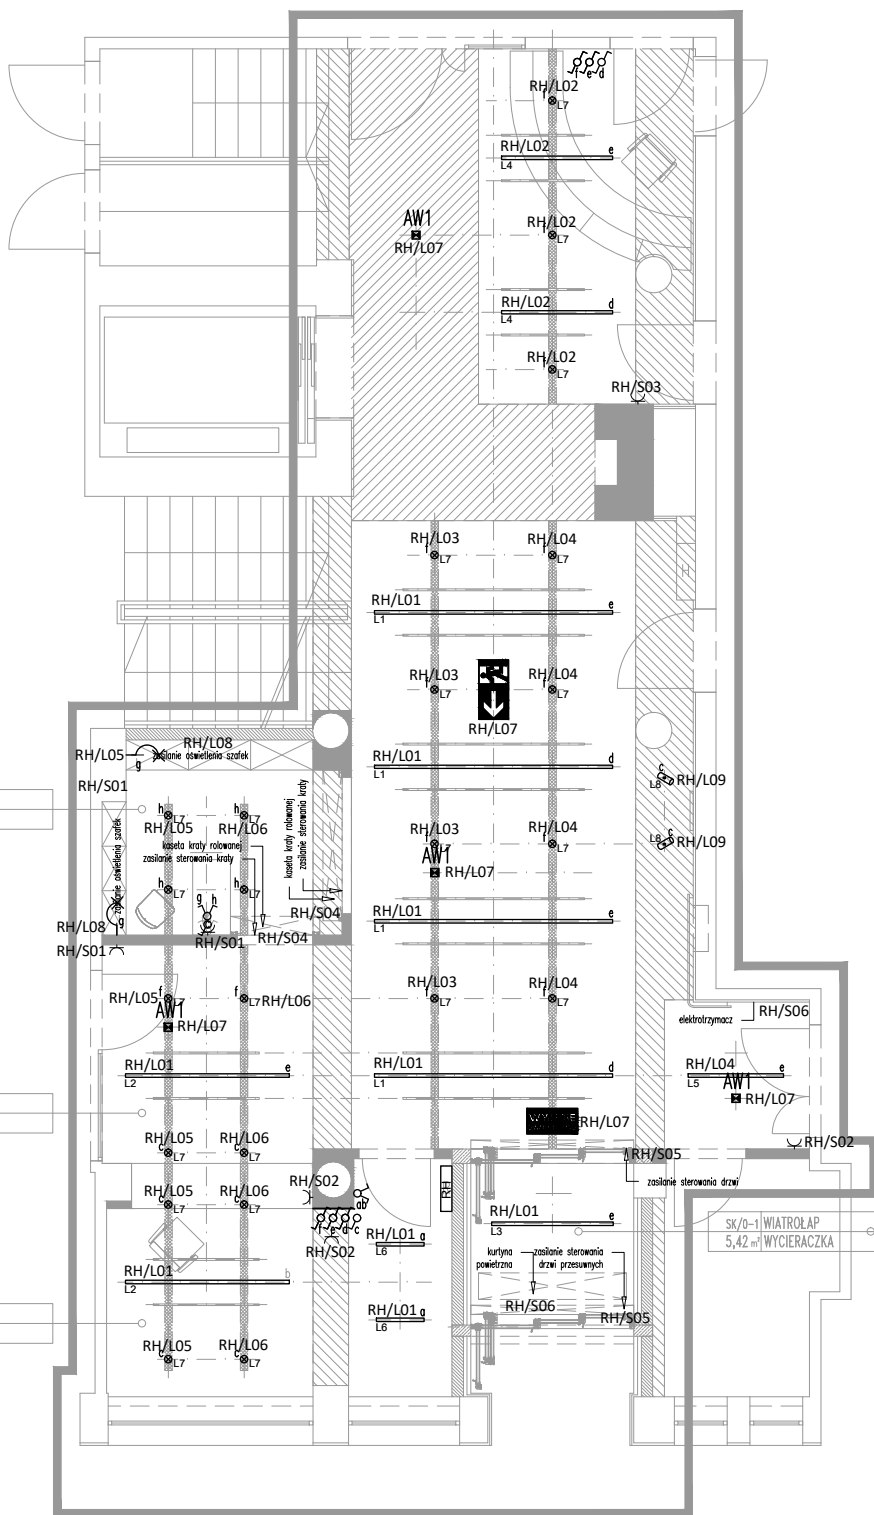 f e d
RH/L02
f
L7
RH/L02
e
L4
AW1
RH/L07
RH/L02
f
L7
RH/L02
d
L4
RH/L02
f
L7
RH/S03
RH/L03
f
L7
RH/L04
f
L7
RH/L01
e
L1
H
RH/L03
f
L7
RH/L04
f
L7
RH/L07
RH/L05
g
RH/L08
zasilanie oświetlenia szafek
RH/L01
d
L1
c
L8
RH/L09
RH/S01
h
L7
RH/L05
h
L7
RH/L06
kaseta kraty rolowanej
zasilanie sterowania kraty
kaseta kraty rolowanej
zasilanie sterowania kraty
zasilanie oświetlenia szafek
RH/L03
f
L7
RH/L04
f
L7
c
L8
RH/L09
AW1
RH/L07
h
L7
h
L7
g
h
RH/S04
RH/L08
g
RH/S01
RH/S01
RH/S04
RH/L01
e
L1
RH/L05
f
L7
f
L7
RH/L06
RH/L03
f
L7
RH/L04
f
L7
AW1
RH/L07
elektrotrzymacz
RH/S06
RH/L01
e
L2
RH/L01
d
L1
RH/L04
e
L5
AW1
RH/L07
RH/L07
RH/S02
RH/L05
c
L7
RH/L06
c
L7
RH/S05
zasilanie sterowania drzwi
RH/S02
ab
RH
RH/L05
c
L7
RH/L06
c
L7
f e d c
RH/S02
RH/L01
a
L6
RH/L01
e
L3
SK/0-1 WIATROŁAP
5,42 m² WYCIERACZKA
kurtyna
powietrzna
zasilanie sterowania
drzwi przesuwnych
RH/L01
b
L2
RH/S06
RH/S05
RH/L01
a
L6
RH/L05
c
L7
RH/L06
c
L7